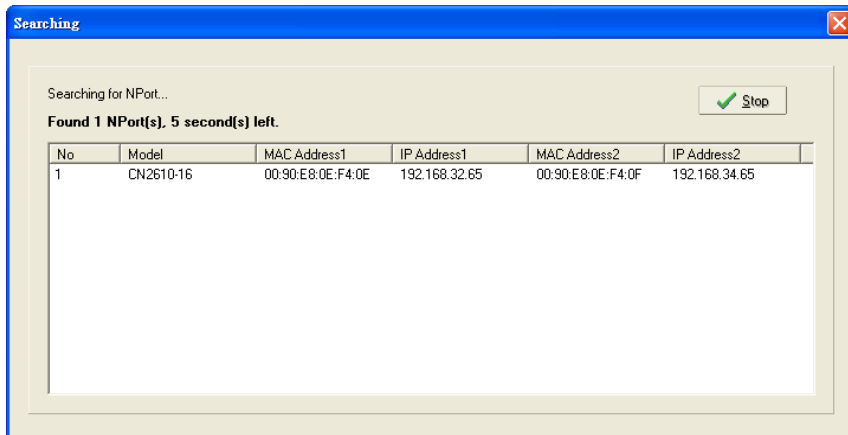 Searching
Searching for NPort...
Stop
Found 1 NPort(s), 5 second(s) left.
No Model MAC Address1 IP Address1 MAC Address2 IP Address2
1 CN2610-16 00:90:E8:0E:F4:0E 192.168.32.65 00:90:E8:0E:F4:0F 192.168.34.65